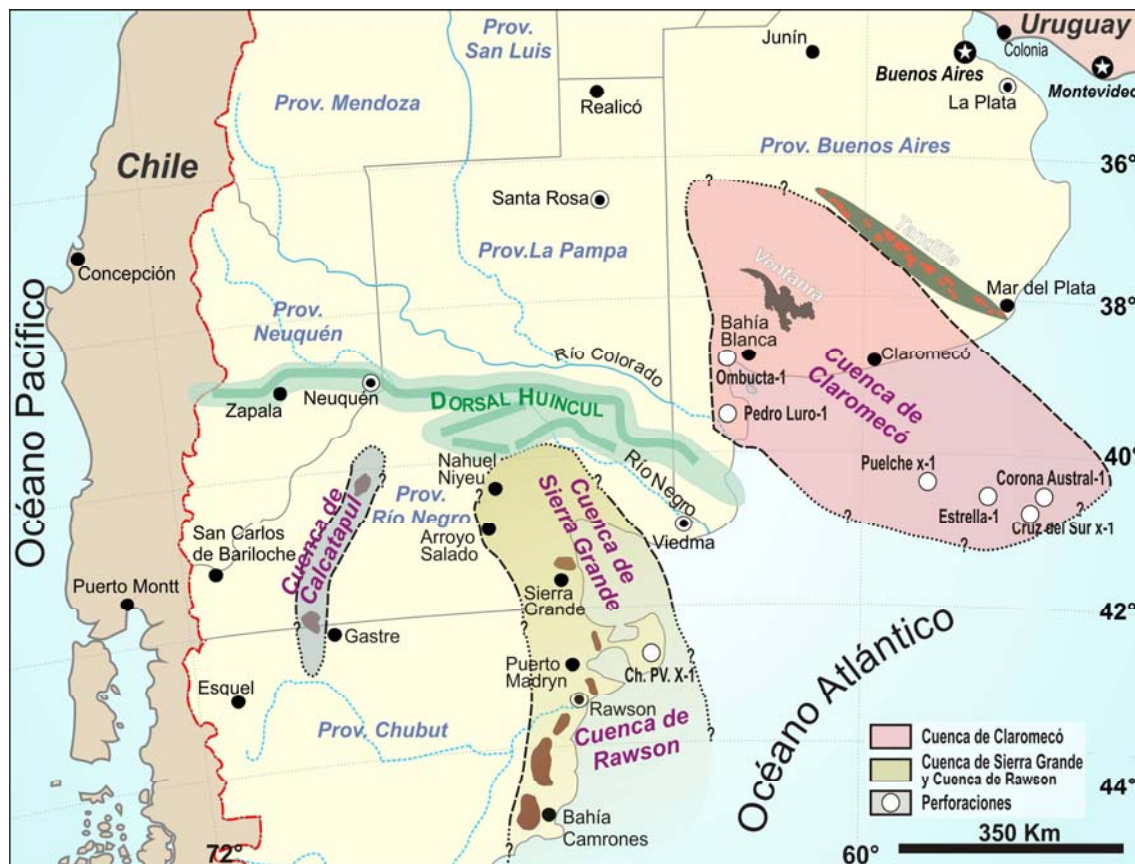 Uruguay
Colonia
Montevideo
Buenos Aires
La Plata
Junín
Prov.
San Luis
Realicó
Prov. Mendoza
Prov. Buenos Aires
Chile
36°
Santa Rosa
Prov.La Pampa
Concepción
Tandilia
Ventanía
Mar del Plata
38°
Prov.
Neuquén
Bahía
Blanca
Claromecó
Río Colorado
Ombucta-1
Cuenca de
Claromecó
Zapala
Neuquén
DORSAL HUINCUL
Pedro Luro-1
Océano Pacífico
40°
Nahuel
Niyeu
Río Negro
Puelche x-1
Corona Austral-1
Estrella-1
Cruz del Sur x-1
Prov.
Río Negro
Cuenca de
Sierra Grande
Cuenca de
Calcatapul
San Carlos
de Bariloche
Arroyo
Salado
Viedma
Puerto Montt
Sierra
Grande
42°
Gastre
Puerto
Madryn
Ch. PV. X-1
Esquel
Rawson
Océano Atlántico
Prov. Chubut
Cuenca de
Rawson
Cuenca de Claromecó
Cuenca de Sierra Grande
y Cuenca de Rawson
Perforaciones
44°
Bahía
Camrones
350 Km
72°
60°
? ? ? ? ? ? ? ? ? ? ? ? ?